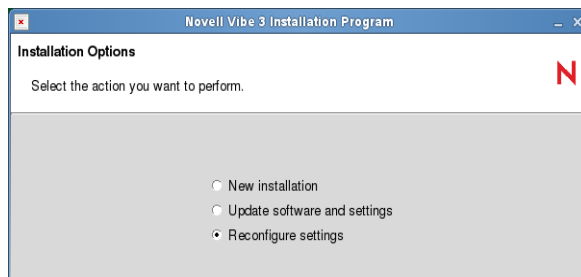 Novell Vibe 3 Installation Program
Installation Options
Select the action you want to perform.
N
New installation
Update software and settings
Reconfigure settings